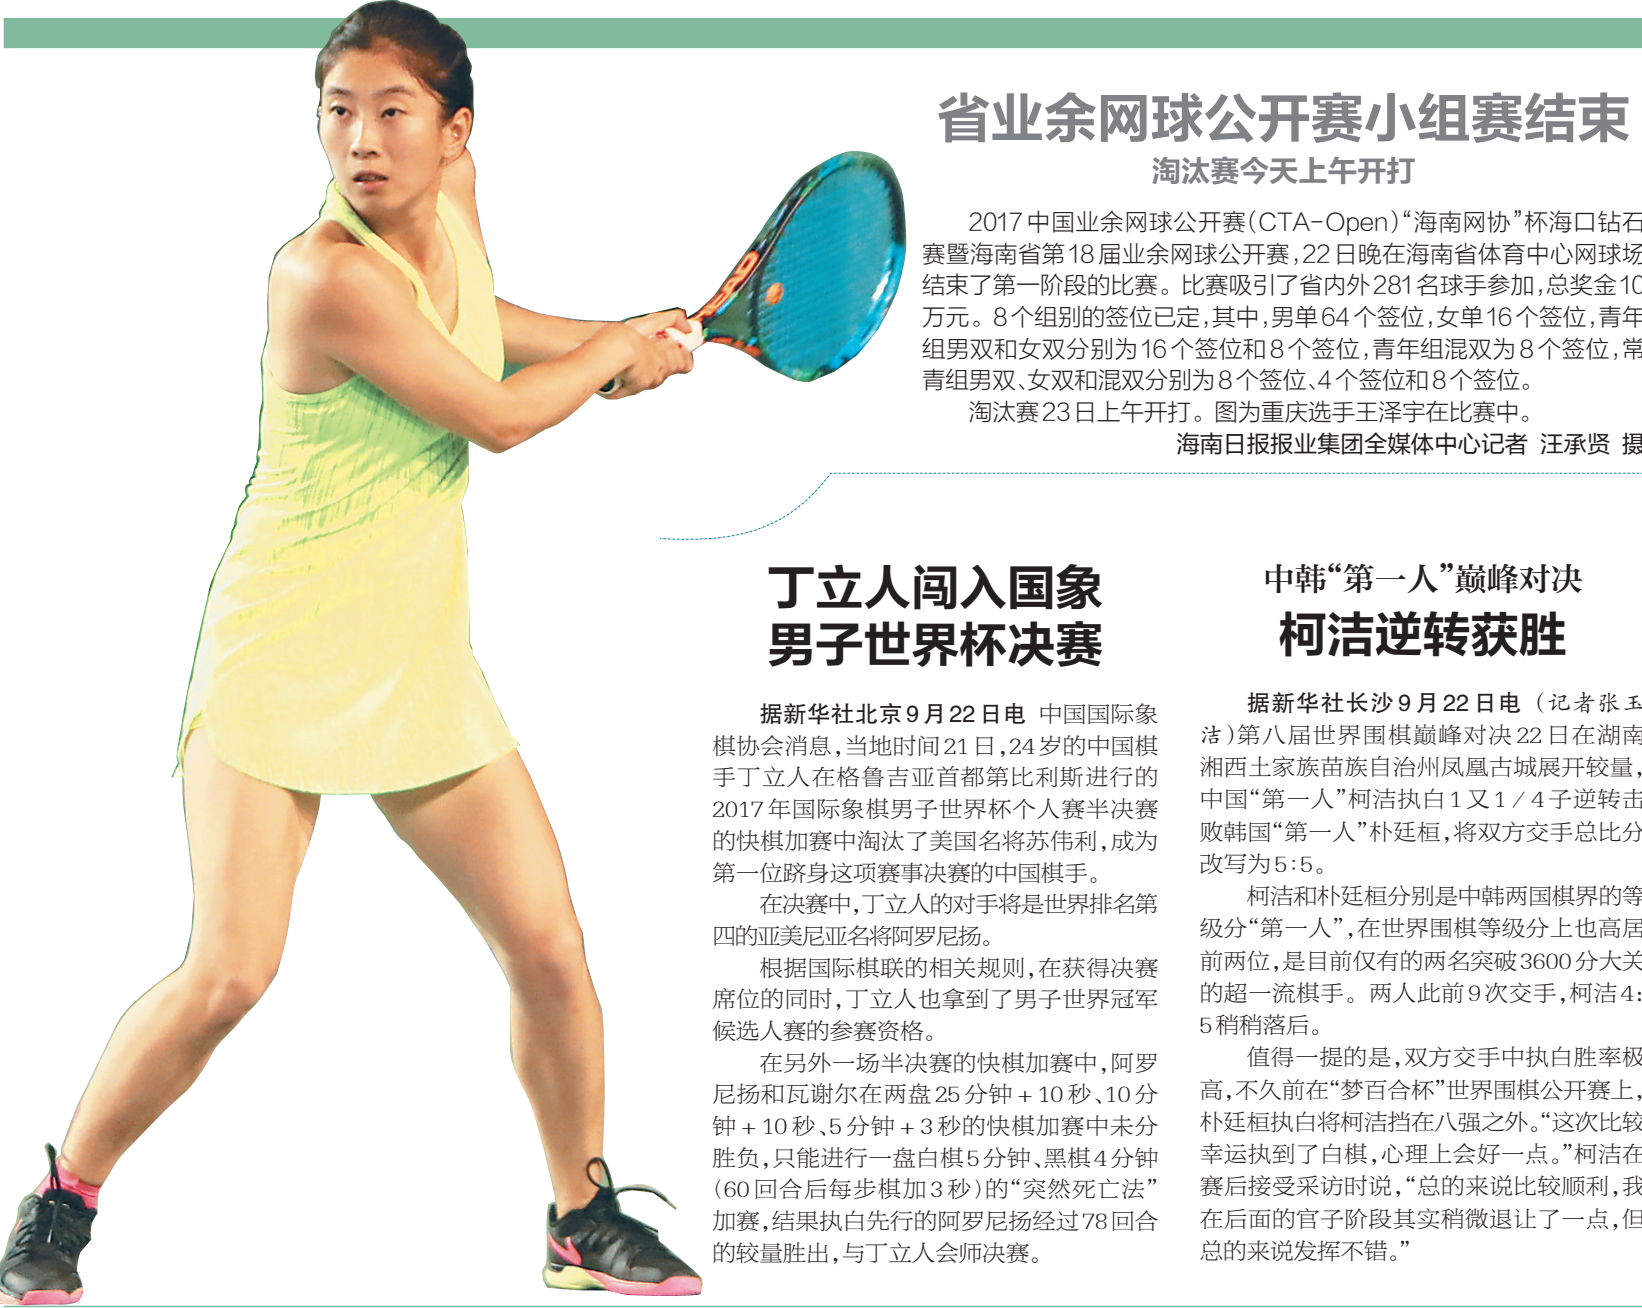 省业余网球公开赛小组赛结束
淘汰赛今天上午开打
2017中国业余网球公开赛(CTA-Open)“海南网协”杯海口钻石
赛暨海南省第18届业余网球公开赛,22日晚在海南省体育中心网球场
结束了第一阶段的比赛。比赛吸引了省内外281名球手参加,总奖金10
万元。8个组别的签位已定,其中,男单64个签位,女单16个签位,青年
组男双和女双分别为16个签位和8个签位,青年组混双为8个签位,常
青组男双、女双和混双分别为8个签位、4个签位和8个签位。
淘汰赛23日上午开打。图为重庆选手王泽宇在比赛中。
海南日报报业集团全媒体中心记者 汪承贤 摄
丁立人闯入国象
男子世界杯决赛
据新华社北京9月22日电 中国国际象
棋协会消息,当地时间21日,24岁的中国棋
手丁立人在格鲁吉亚首都第比利斯进行的
2017年国际象棋男子世界杯个人赛半决赛
的快棋加赛中淘汰了美国名将苏伟利,成为
第一位跻身这项赛事决赛的中国棋手。
在决赛中,丁立人的对手将是世界排名第
四的亚美尼亚名将阿罗尼扬。
根据国际棋联的相关规则,在获得决赛
席位的同时,丁立人也拿到了男子世界冠军
候选人赛的参赛资格。
在另外一场半决赛的快棋加赛中,阿罗
尼扬和瓦谢尔在两盘25分钟+10秒、10分
钟+10秒、5分钟+3秒的快棋加赛中未分
胜负,只能进行一盘白棋5分钟、黑棋4分钟
(60回合后每步棋加3秒)的“突然死亡法”
加赛,结果执白先行的阿罗尼扬经过78回合
的较量胜出,与丁立人会师决赛。
中韩“第一人”巅峰对决
柯洁逆转获胜
据新华社长沙9月22日电 (记者张玉
洁)第八届世界围棋巅峰对决22日在湖南
湘西土家族苗族自治州凤凰古城展开较量,
中国“第一人”柯洁执白1又1/4子逆转击
败韩国“第一人”朴廷桓,将双方交手总比分
改写为5:5。
柯洁和朴廷桓分别是中韩两国棋界的等
级分“第一人”,在世界围棋等级分上也高居
前两位,是目前仅有的两名突破3600分大关
的超一流棋手。两人此前9次交手,柯洁4:
5稍稍落后。
值得一提的是,双方交手中执白胜率极
高,不久前在“梦百合杯”世界围棋公开赛上,
朴廷桓执白将柯洁挡在八强之外。“这次比较
幸运执到了白棋,心理上会好一点。”柯洁在
赛后接受采访时说,“总的来说比较顺利,我
在后面的官子阶段其实稍微退让了一点,但
总的来说发挥不错。”